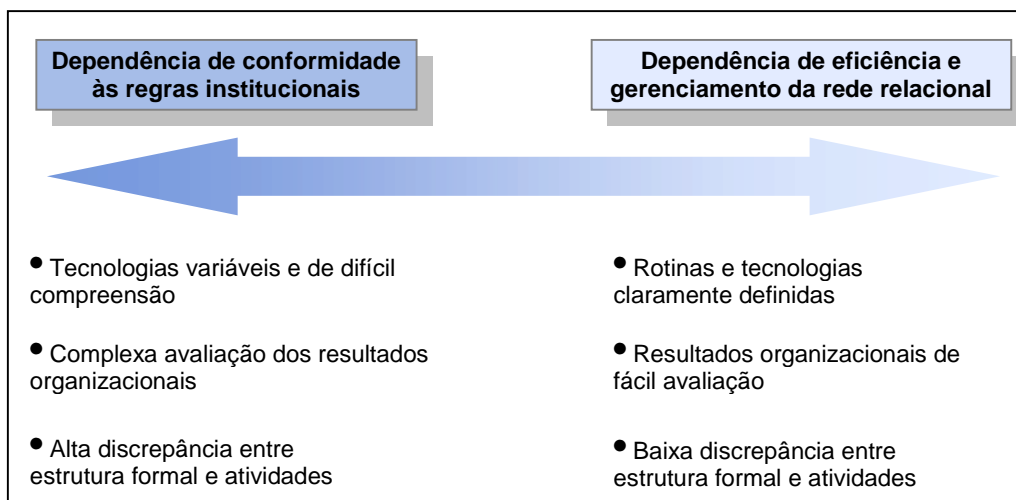 Dependência de conformidade
às regras institucionais
Dependência de eficiência e
gerenciamento da rede relacional
• Tecnologias variáveis e de difícil
compreensão
• Complexa avaliação dos resultados
organizacionais
• Alta discrepância entre
estrutura formal e atividades
• Rotinas e tecnologias
claramente definidas
• Resultados organizacionais de
fácil avaliação
• Baixa discrepância entre
estrutura formal e atividades